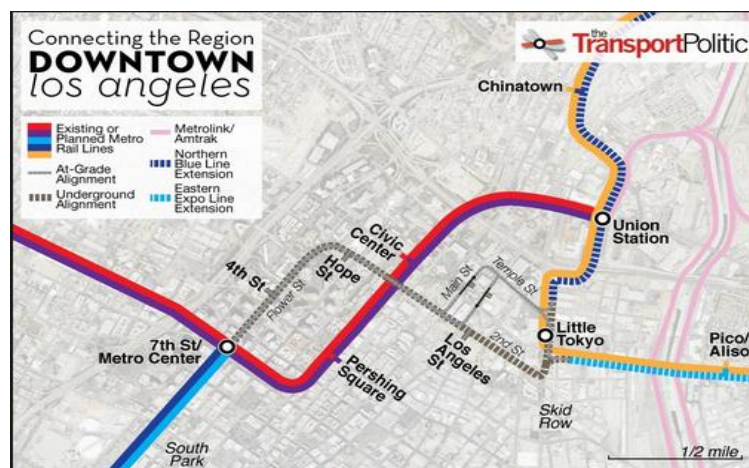 Connecting the Region
DOWNTOWN
los angeles
the
TransportPolitic
Existing or
Planned Metro
Rail Lines
At-Grade
Alignment
Underground
Alignment
Metrolink/
Amtrak
Northern
Blue Line
Extension
Eastern
Expo Line
Extension
Chinatown
Union
Station
Civic
Center
Hope
St
4th St
Flower St
Main St
Temple St
7th St/
Metro Center
Los
Angeles
St
2nd St
Little
Tokyo
Pico/
Aliso
Pershing
Square
Skid
Row
South
Park
1/2 mile